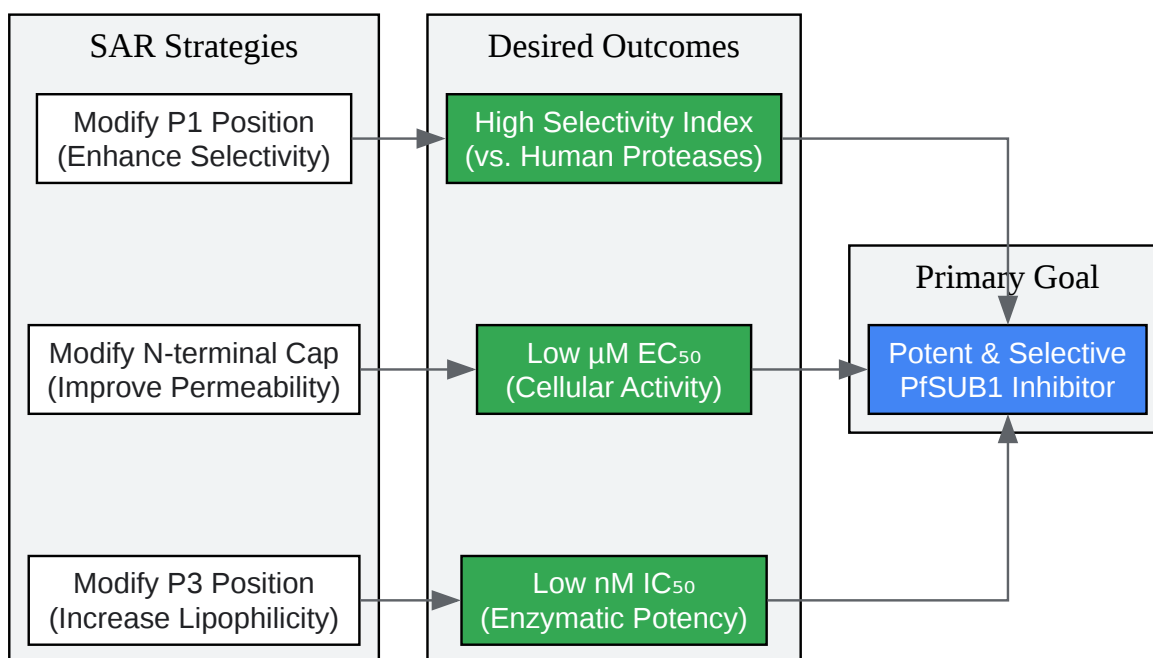 SAR Strategies
Modify P1 Position
(Enhance Selectivity)
Modify N-terminal Cap
(Improve Permeability)
Modify P3 Position
(Increase Lipophilicity)
Desired Outcomes
High Selectivity Index
(vs. Human Proteases)
Low µM EC₅₀
(Cellular Activity)
Low nM IC₅₀
(Enzymatic Potency)
Primary Goal
Potent & Selective
PfSUB1 Inhibitor